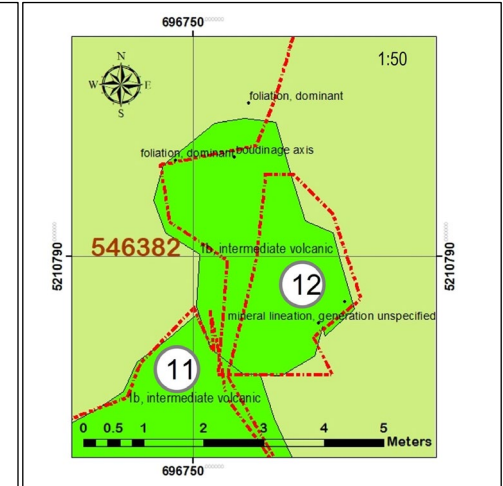 696750
1:50
N
W E
S
foliation, dominant
foliation, dominant boudinage axis
546382
1b, intermediate volcanic
5210790
5210790
12
mineral lineation, generation unspecified
11
1b, intermediate volcanic
0 0.5 1 2 3 4 5
Meters
696750